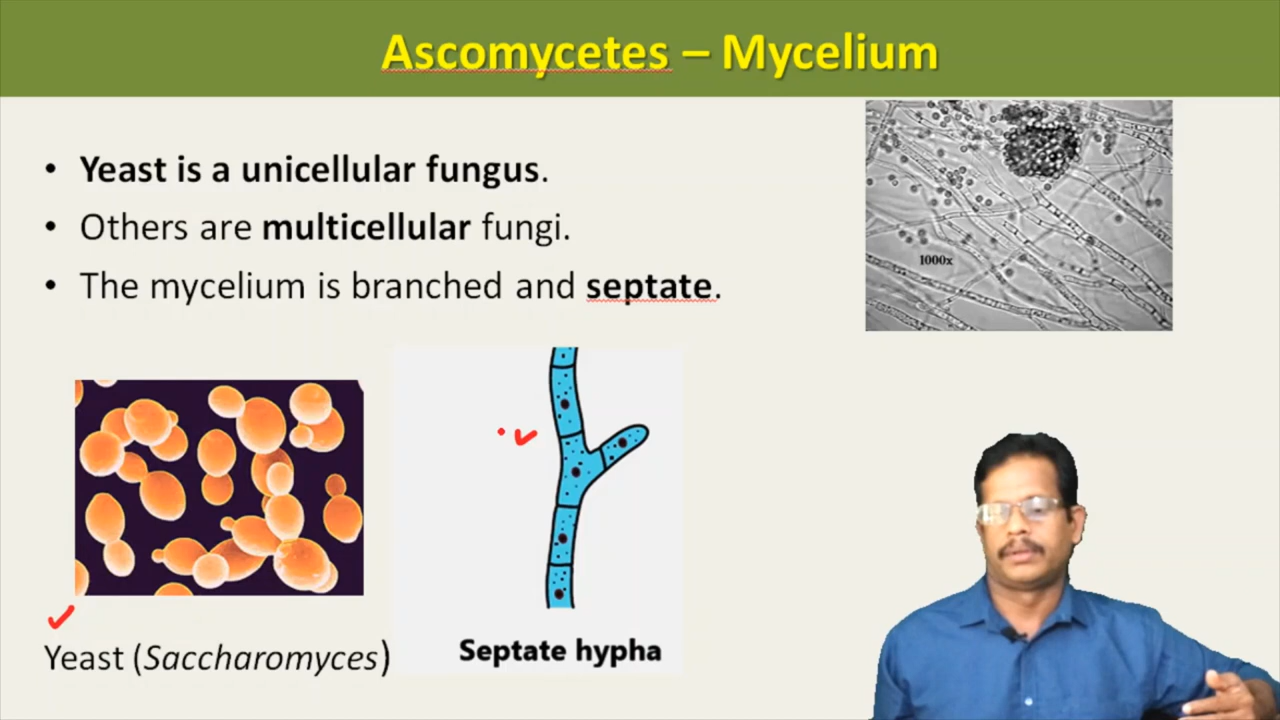 Ascomycetes – Mycelium
• Yeast is a unicellular fungus.
• Others are multicellular fungi.
• The mycelium is branched and septate.
1000x
Septate hypha
Yeast (Saccharomyces)